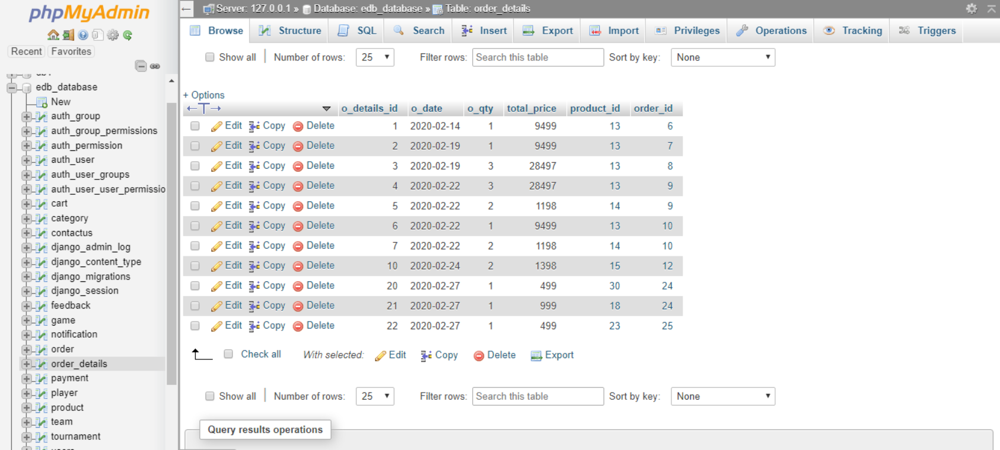 phpMyAdmin
Recent Favorites
edb_database
New
auth_group
auth_group_permissions
auth_permission
auth_user
auth_user_groups
auth_user_user_permissio
cart
category
contactus
django_admin_log
django_content_type
django_migrations
django_session
feedback
game
notification
order
order_details
payment
player
product
team
tournament
Server: 127.0.0.1 » Database: edb_database » Table: order_details
Browse Structure SQL Search Insert Export Import Privileges Operations Tracking Triggers
Show all Number of rows: 25 Filter rows: Search this table Sort by key: None
+ Options
←T→ o_details_id o_date o_qty total_price product_id order_id
Edit Copy Delete 1 2020-02-14 1 9499 13 6
Edit Copy Delete 2 2020-02-19 1 9499 13 7
Edit Copy Delete 3 2020-02-19 3 28497 13 8
Edit Copy Delete 4 2020-02-22 3 28497 13 9
Edit Copy Delete 5 2020-02-22 2 1198 14 9
Edit Copy Delete 6 2020-02-22 1 9499 13 10
Edit Copy Delete 7 2020-02-22 2 1198 14 10
Edit Copy Delete 10 2020-02-24 2 1398 15 12
Edit Copy Delete 20 2020-02-27 1 499 30 24
Edit Copy Delete 21 2020-02-27 1 999 18 24
Edit Copy Delete 22 2020-02-27 1 499 23 25
Check all With selected: Edit Copy Delete Export
Show all Number of rows: 25 Filter rows: Search this table Sort by key: None
Query results operations